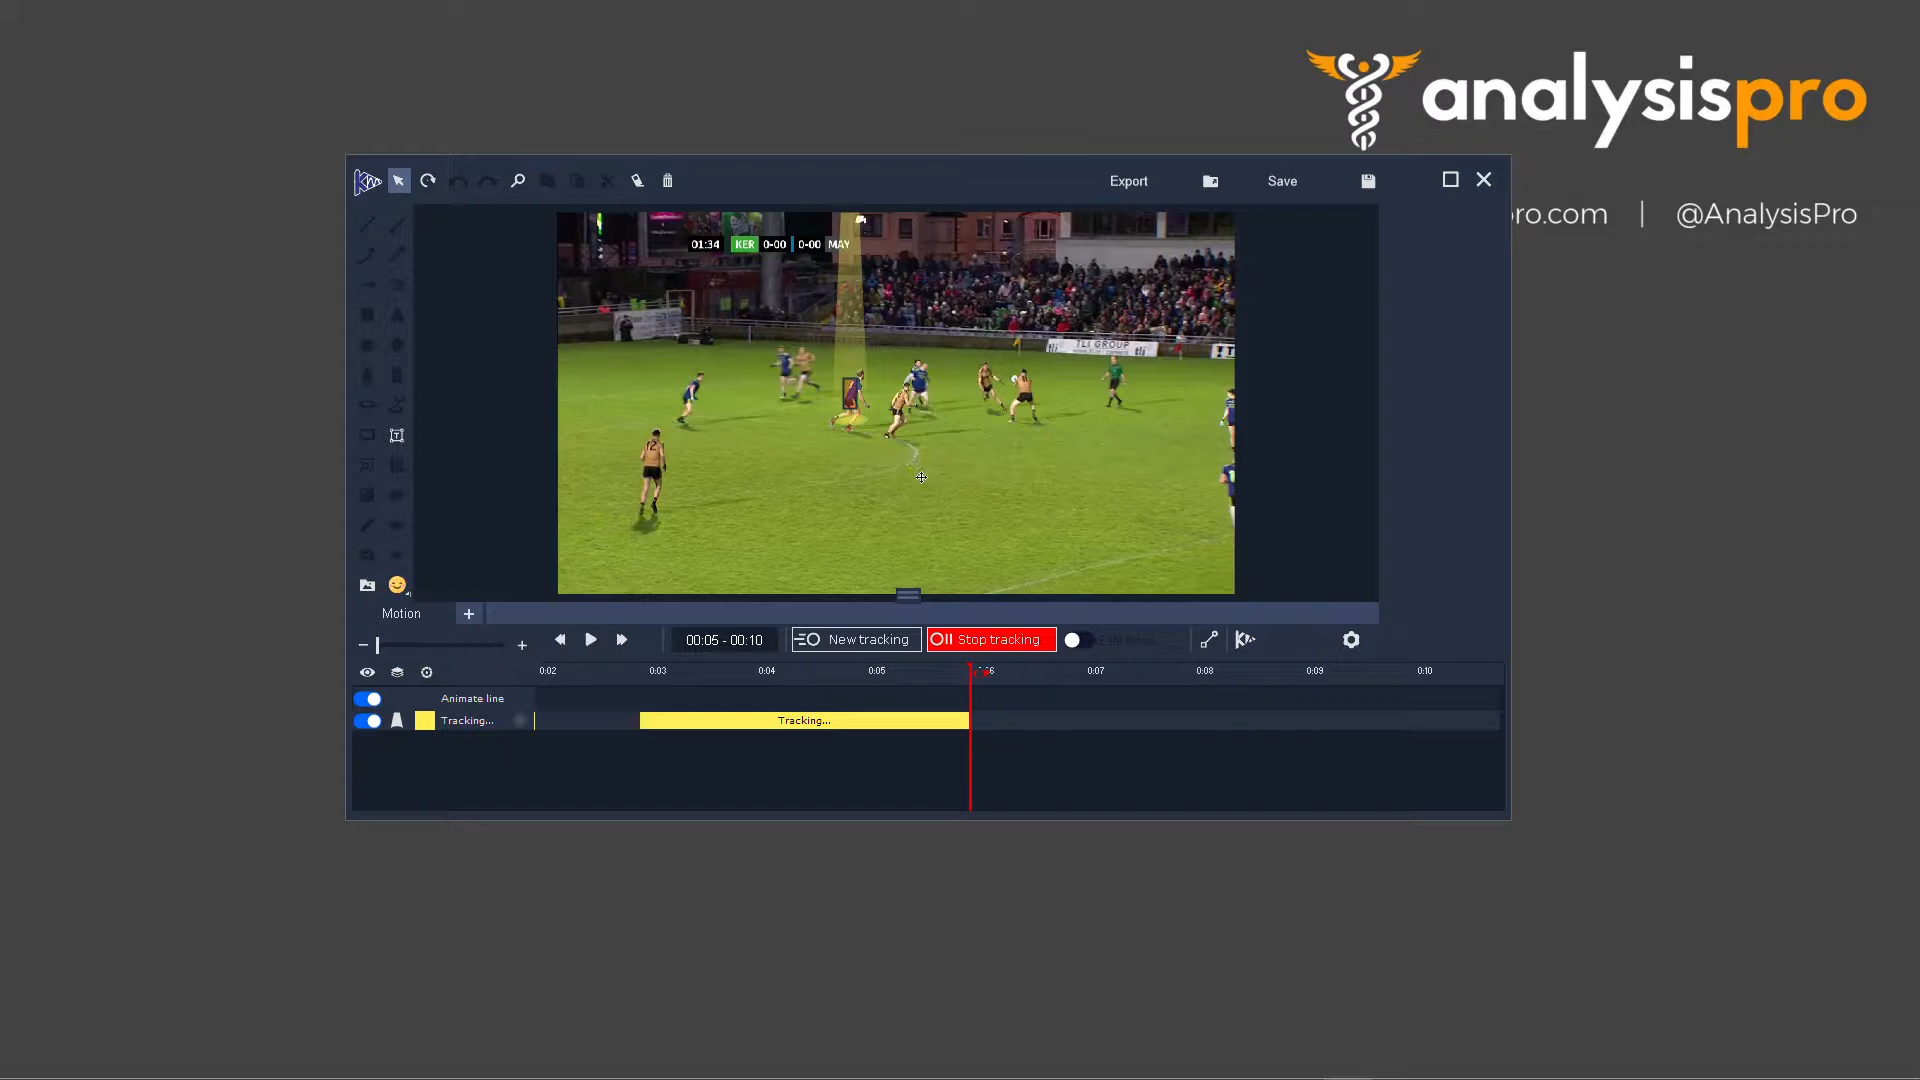 analysispro
ro.com | @AnalysisPro
Export
Save
01:34 KER 0-00 0-00 MAY
TLI GROUP
12
Motion
00:05 - 00:10
New tracking
Stop tracking
0:02 0:03 0:04 0:05 0:07 0:08 0:09 0:10
Animate line
Tracking...
Tracking...